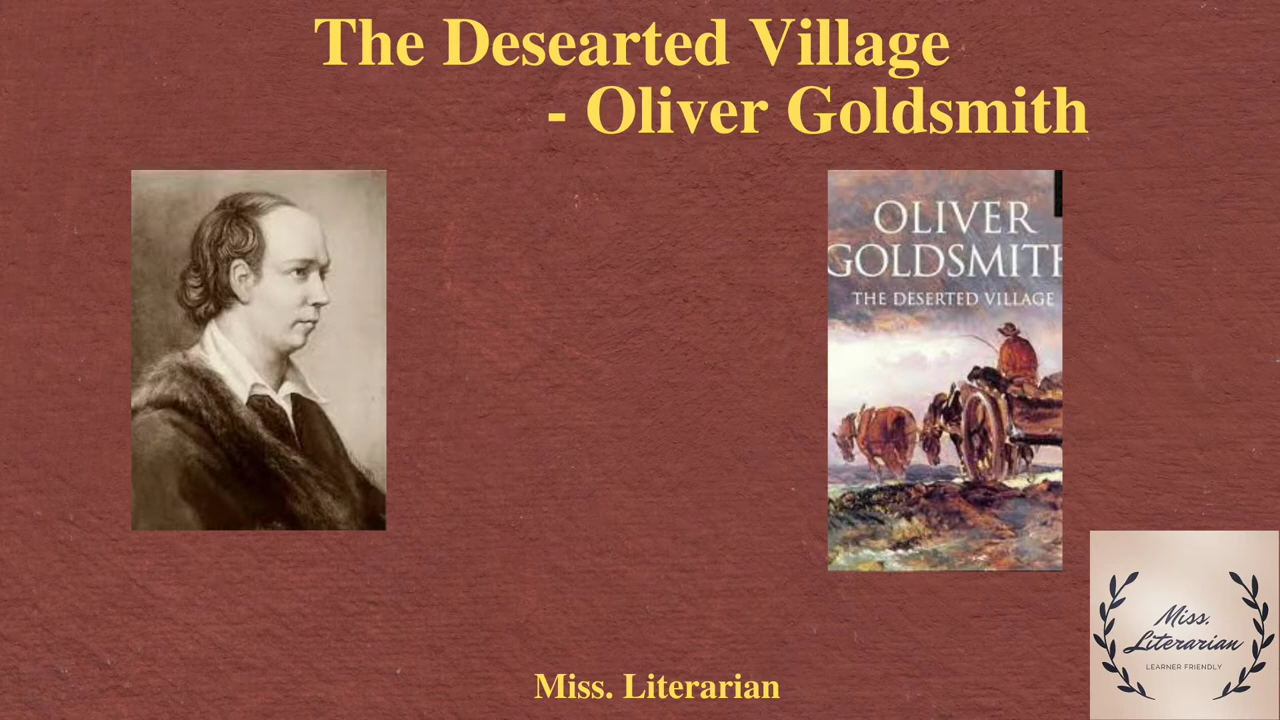 The Desearted Village
- Oliver Goldsmith
OLIVER
GOLDSMITH
THE DESERTED VILLAGE
Miss.
Literarian
LEARNER FRIENDLY
Miss. Literarian